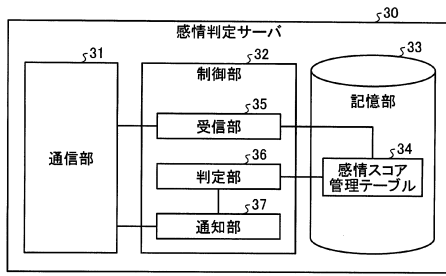 30
感情判定サーバ
31
32
33
制御部
記憶部
35
受信部
通信部
34
36
感情スコア
管理テーブル
判定部
37
通知部